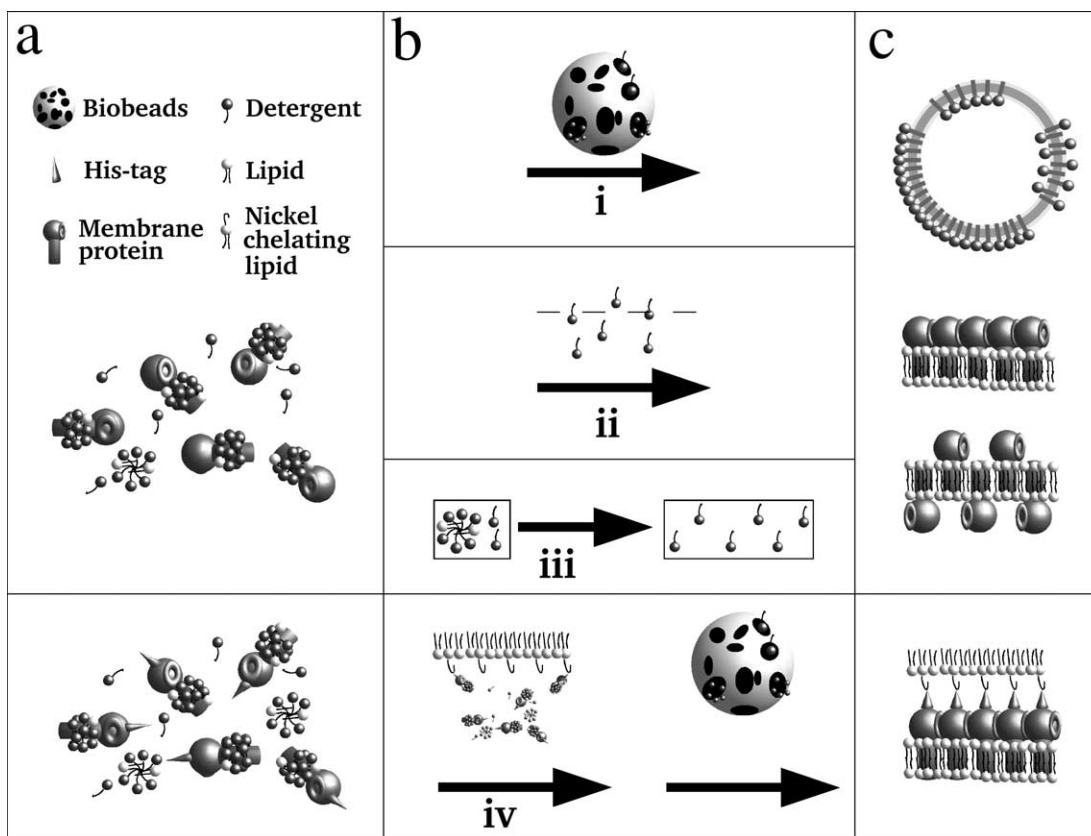 a
Biobeads
Detergent
His-tag
Lipid
Membrane
protein
Nickel
chelating
lipid
b
i
ii
iii
iv
c